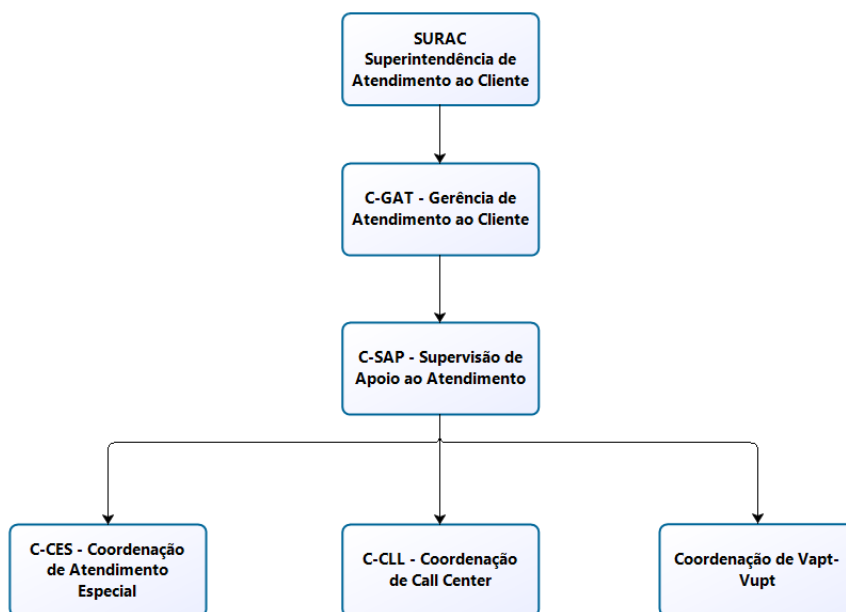 SURAC
Superintendência de
Atendimento ao Cliente
C-GAT - Gerência de
Atendimento ao Cliente
C-SAP - Supervisão de
Apoio ao Atendimento
C-CES - Coordenação
de Atendimento
Especial
C-CLL - Coordenação
de Call Center
Coordenação de Vapt-
Vupt